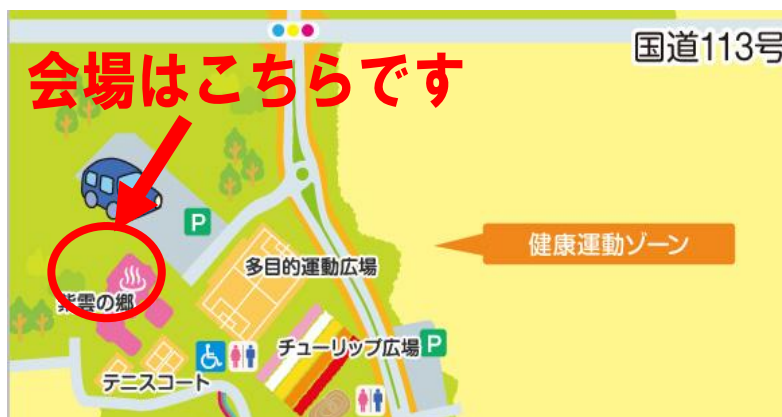 国道113号
会場はこちらです
P
健康運動ゾーン
多目的運動広場
紫雲の郷
チューリップ広場
P
テニスコート